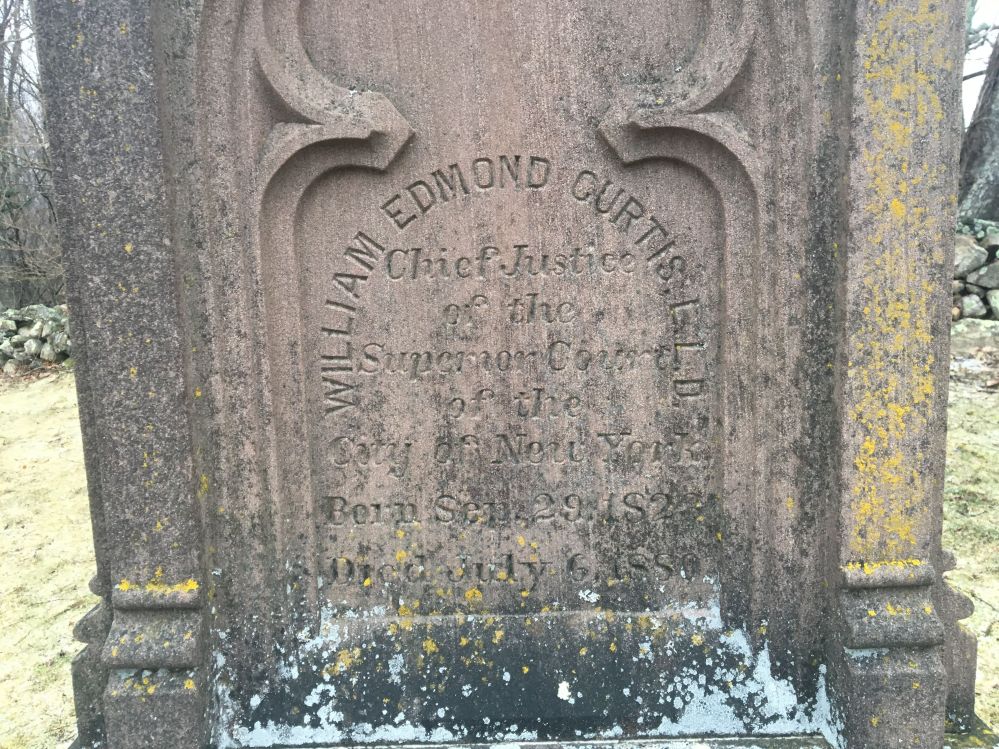 WILLIAM EDMOND CURTIS, L.L.D.
Chief Justice
of the
Superior Court
of the
City of New York.
Born Sep. 29, 1823
Died July 6, 1880